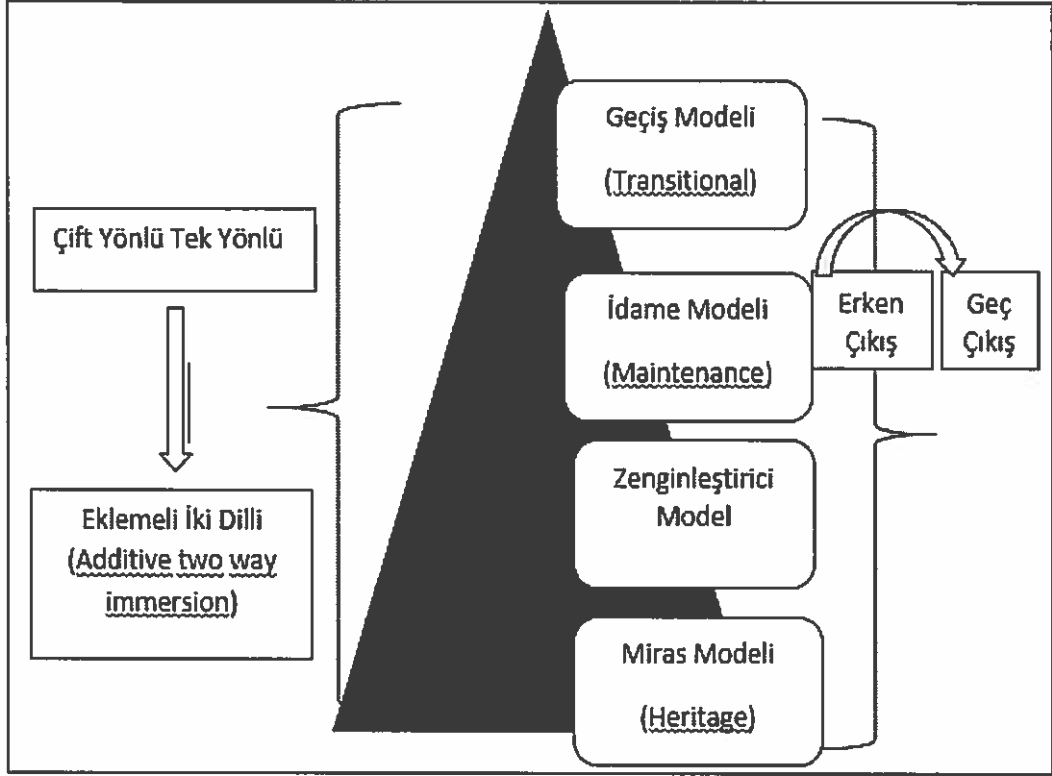 Geçiş Modeli
(Transitional)
Çift Yönlü Tek Yönlü
İdame Modeli
(Maintenance)
Erken
Çıkış
Geç
Çıkış
Zenginleştirici
Model
Eklemeli İki Dilli
(Additive two way
immersion)
Miras Modeli
(Heritage)